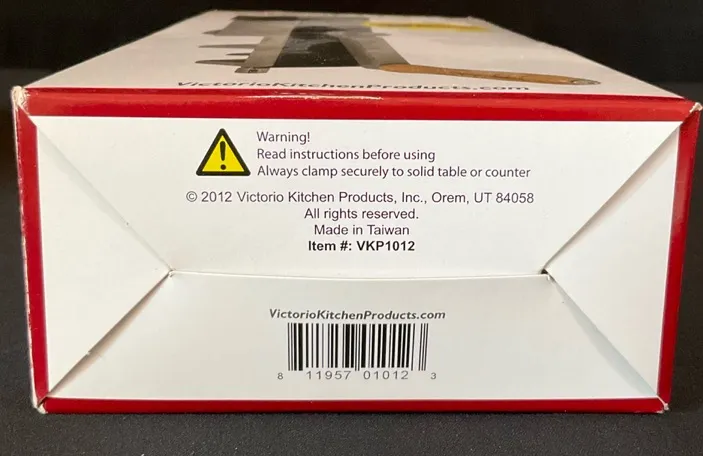 VictorioKitchenProducts.com
Warning!
Read instructions before using
Always clamp securely to solid table or counter
© 2012 Victorio Kitchen Products, Inc., Orem, UT 84058
All rights reserved.
Made in Taiwan
Item #: VKP1012
VictorioKitchenProducts.com
8 11957 01012 3